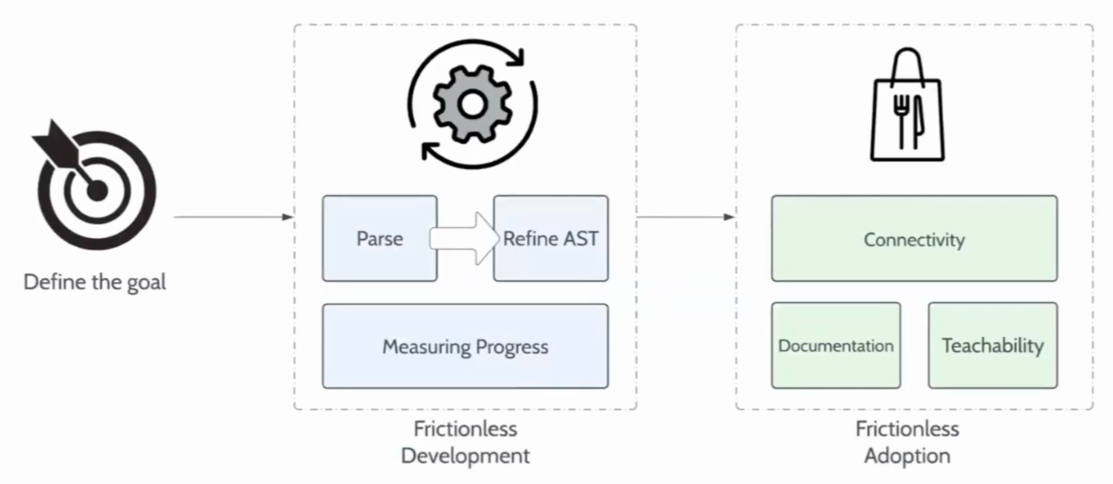 Define the goal
Parse
Refine AST
Measuring Progress
Frictionless
Development
Connectivity
Documentation
Teachability
Frictionless
Adoption